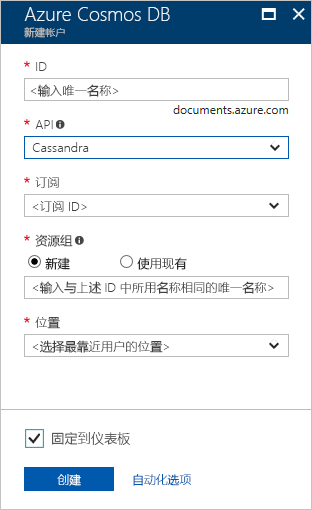 Azure Cosmos DB
新建帐户
* ID
<输入唯一名称>
documents.azure.com
* API
Cassandra
* 订阅
<订阅 ID>
* 资源组
新建 使用现有
<输入与上述 ID 中所用名称相同的唯一名称>
* 位置
<选择最靠近用户的位置>
固定到仪表板
创建 自动化选项